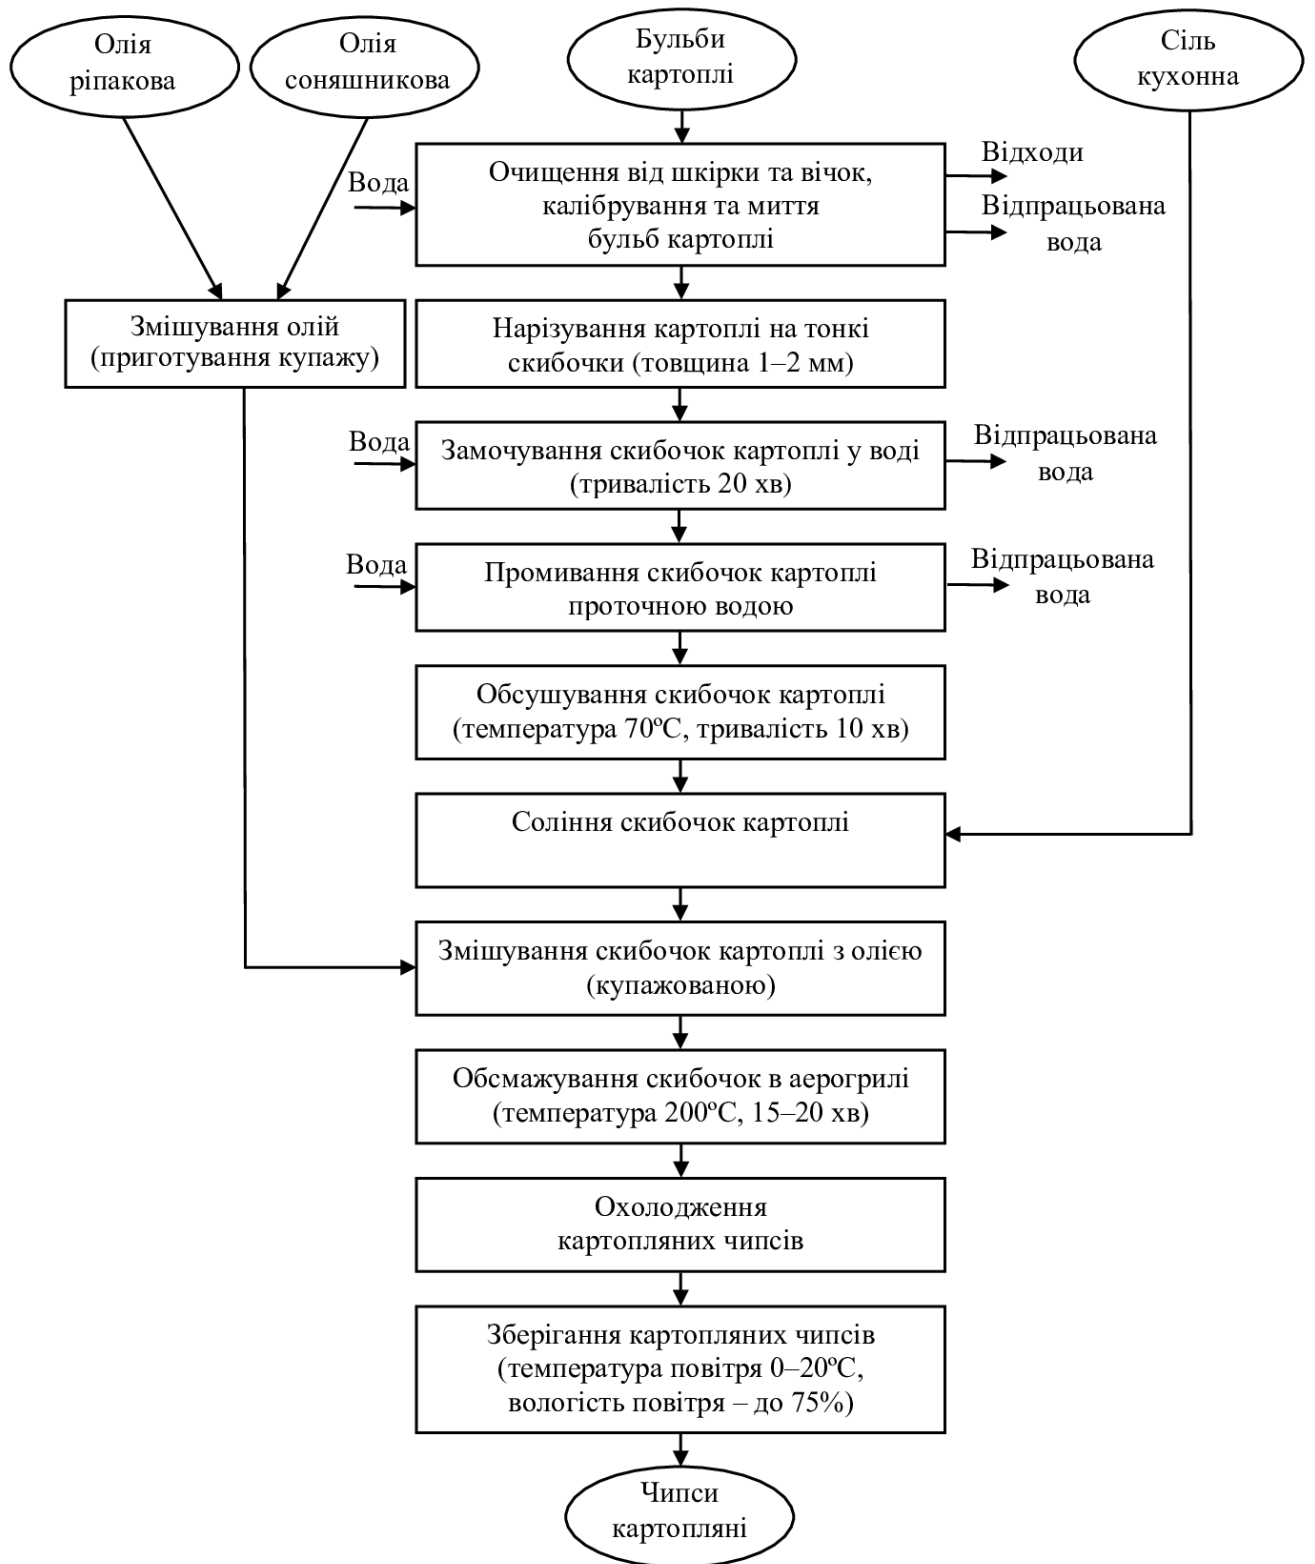 Олія
ріпакова
Олія
соняшникова
Бульби
картоплі
Сіль
кухонна
Вода
Очищення від шкірки та вічок,
калібрування та миття
бульб картоплі
Відходи
Відпрацьована
вода
Змішування олій
(приготування купажу)
Нарізування картоплі на тонкі
скибочки (товщина 1–2 мм)
Вода
Замочування скибочок картоплі у воді
(тривалість 20 хв)
Відпрацьована
вода
Вода
Промивання скибочок картоплі
проточною водою
Відпрацьована
вода
Обсушування скибочок картоплі
(температура 70ºС, тривалість 10 хв)
Соління скибочок картоплі
Змішування скибочок картоплі з олією
(купажованою)
Обсмажування скибочок в аерогрилі
(температура 200ºС, 15–20 хв)
Охолодження
картопляних чипсів
Зберігання картопляних чипсів
(температура повітря 0–20ºС,
вологість повітря – до 75%)
Чипси
картопляні